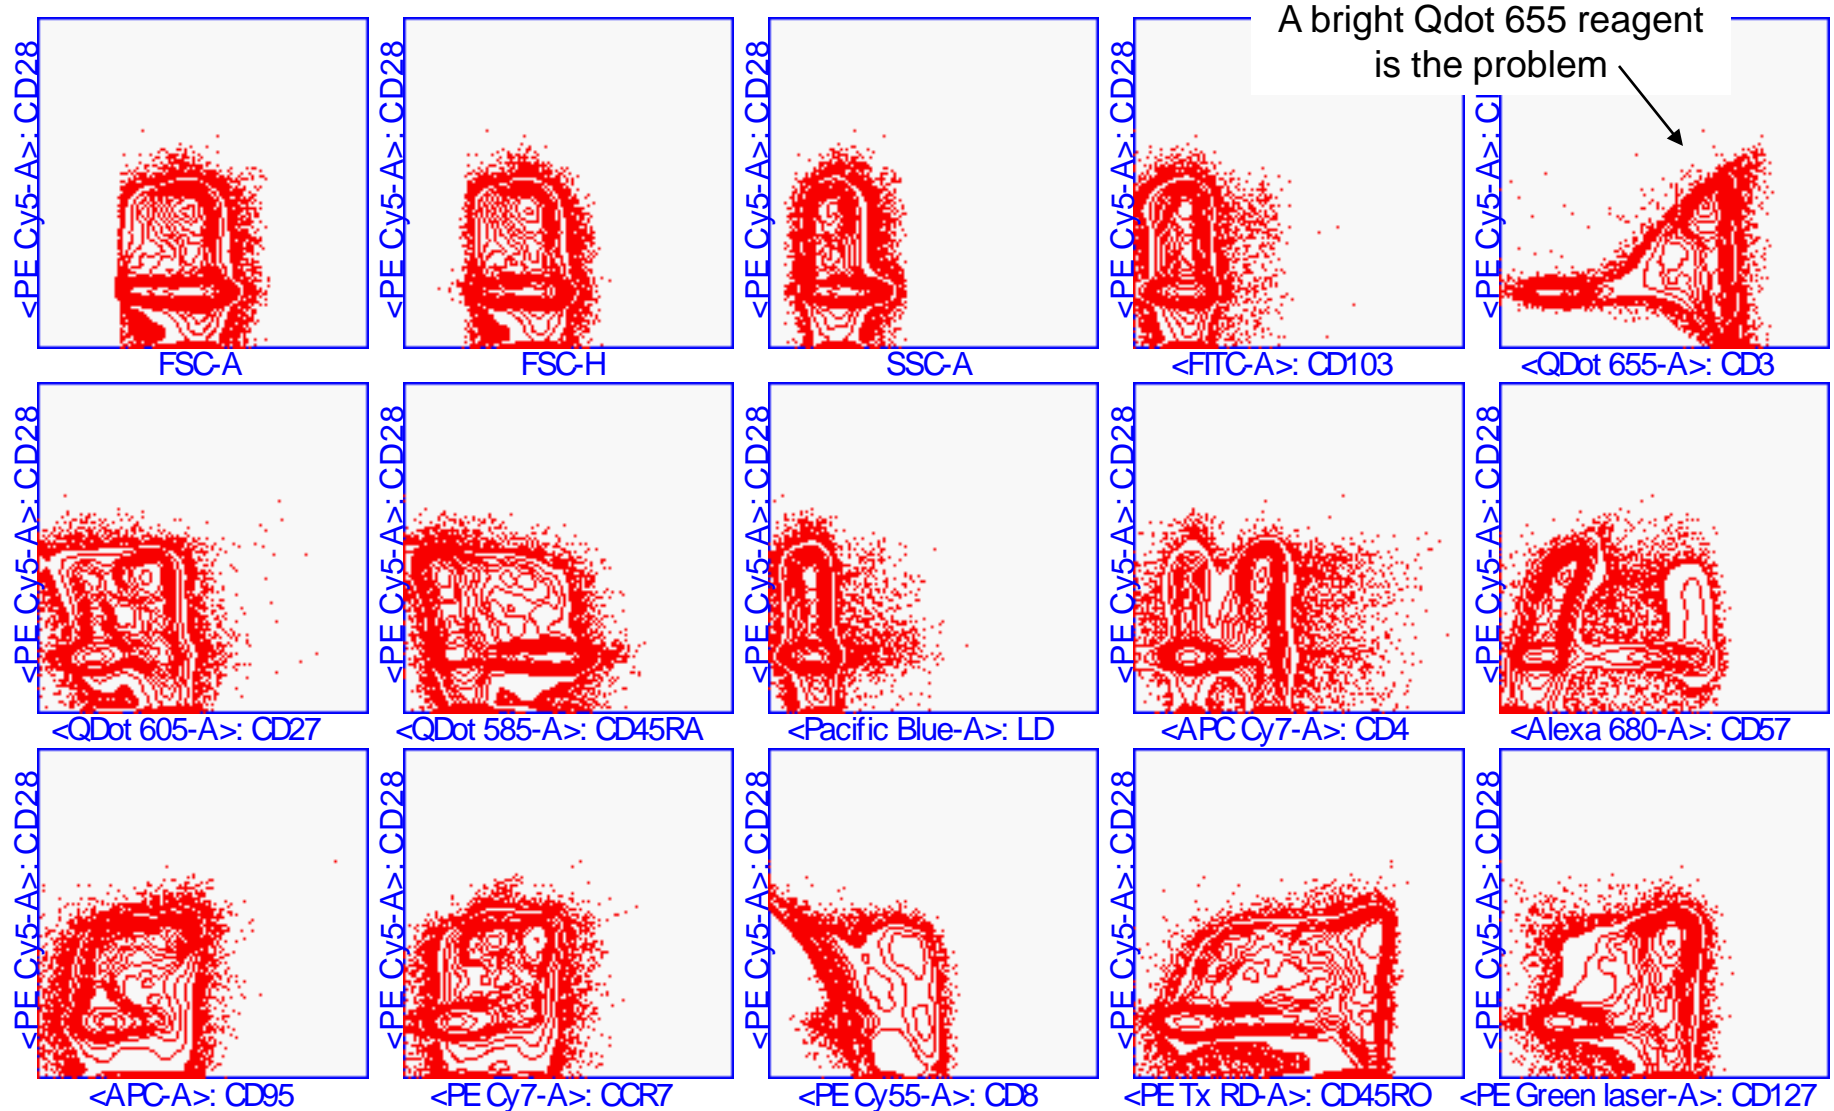 A bright Qdot 655 reagent
is the problem
<PE Cy5-A>: CD28
FSC-A
<PE Cy5-A>: CD28
FSC-H
<PE Cy5-A>: CD28
SSC-A
<PE Cy5-A>: CD28
<FITC-A>: CD103
<PE Cy5-A>: CD
<QDot 655-A>: CD3
<PE Cy5-A>: CD28
<QDot 605-A>: CD27
<PE Cy5-A>: CD28
<QDot 585-A>: CD45RA
<PE Cy5-A>: CD28
<Pacific Blue-A>: LD
<PE Cy5-A>: CD28
<APC Cy7-A>: CD4
<PE Cy5-A>: CD28
<Alexa 680-A>: CD57
<PE Cy5-A>: CD28
<APC-A>: CD95
<PE Cy5-A>: CD28
<PE Cy7-A>: CCR7
<PE Cy5-A>: CD28
<PE Cy55-A>: CD8
<PE Cy5-A>: CD28
<PE Tx RD-A>: CD45RO
<PE Cy5-A>: CD28
<PE Green laser-A>: CD127